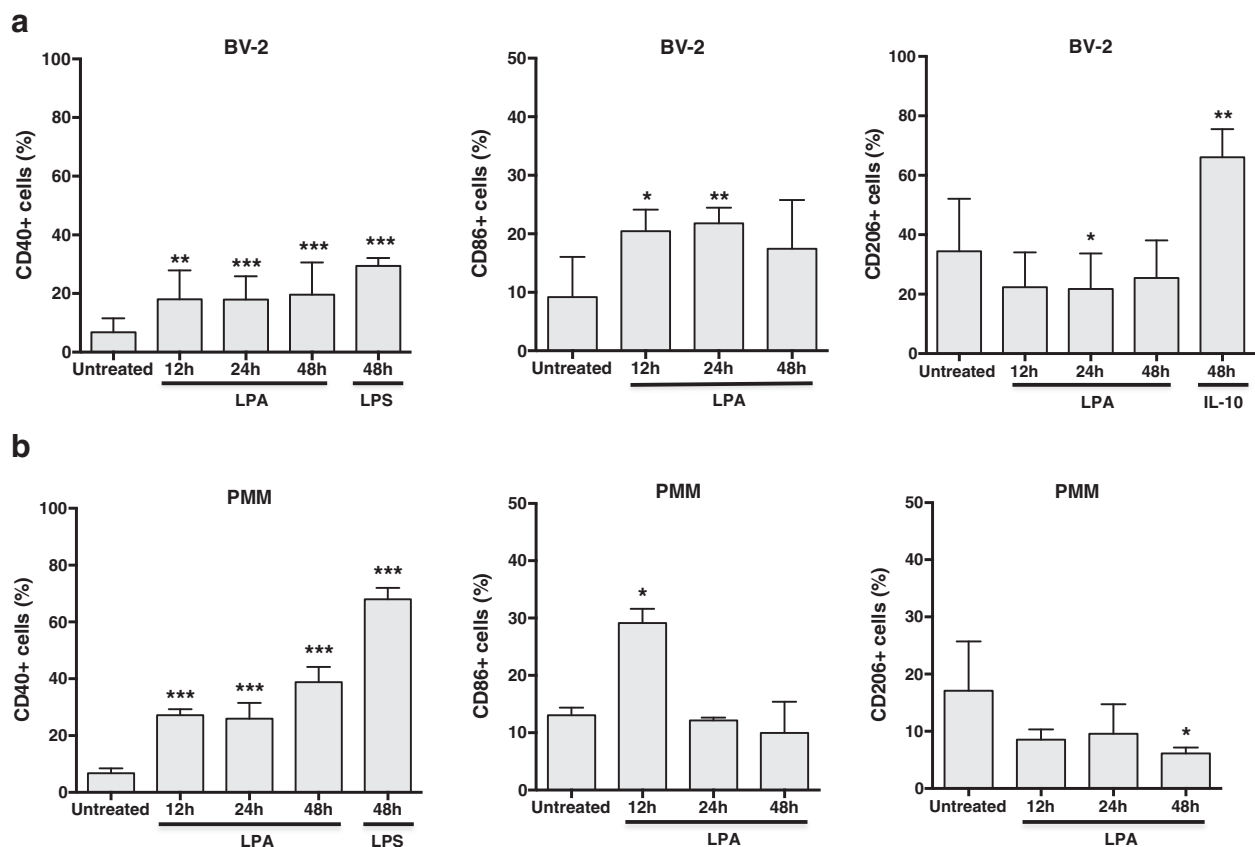 a
BV-2
CD40+ cells (%)
100
80
60
40
20
0
**
***
***
***
Untreated 12h 24h 48h 48h
LPA LPS
BV-2
CD86+ cells (%)
50
40
30
20
10
0
*
**
Untreated 12h 24h 48h
LPA
BV-2
CD206+ cells (%)
100
80
60
40
20
0
*
**
Untreated 12h 24h 48h 48h
LPA IL-10
b
PMM
CD40+ cells (%)
100
80
60
40
20
0
***
***
***
***
Untreated 12h 24h 48h 48h
LPA LPS
PMM
CD86+ cells (%)
50
40
30
20
10
0
*
Untreated 12h 24h 48h
LPA
PMM
CD206+ cells (%)
50
40
30
20
10
0
*
Untreated 12h 24h 48h
LPA